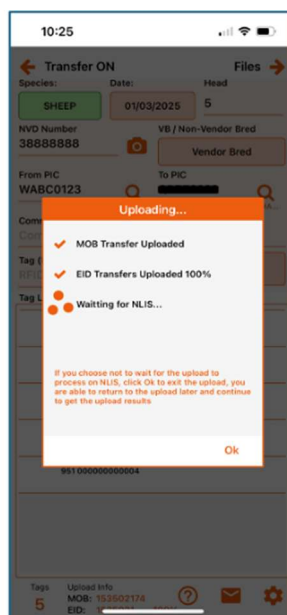 10:25
Transfer ON
Files
Species:
Date:
Head
SHEEP
01/03/2025
5
NVD Number
VB / Non-Vendor Bred
38888888
Vendor Bred
From PIC
To PIC
WABC0123
Uploading...
MOB Transfer Uploaded
EID Transfers Uploaded 100%
Waitting for NLIS...
If you choose not to wait for the upload to
process on NLIS, click Ok to exit the upload, you
are able to return to the upload later and continue
to get the upload results
Ok
951 000000000004
Tags
Upload Info
5
MOB: 153502174
EID: